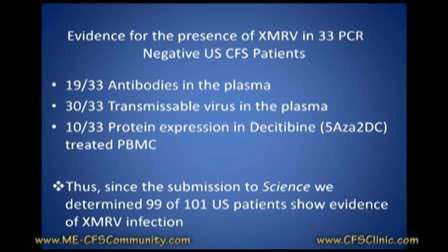 Evidence for the presence of XMRV in 33 PCR
Negative US CFS Patients
• 19/33 Antibodies in the plasma
• 30/33 Transmissable virus in the plasma
• 10/33 Protein expression in Decitibine (5Aza2DC)
treated PBMC
❖Thus, since the submission to Science we
determined 99 of 101 US patients show evidence
of XMRV infection
www.ME-CFSCommunity.com
www.CFSClinic.com